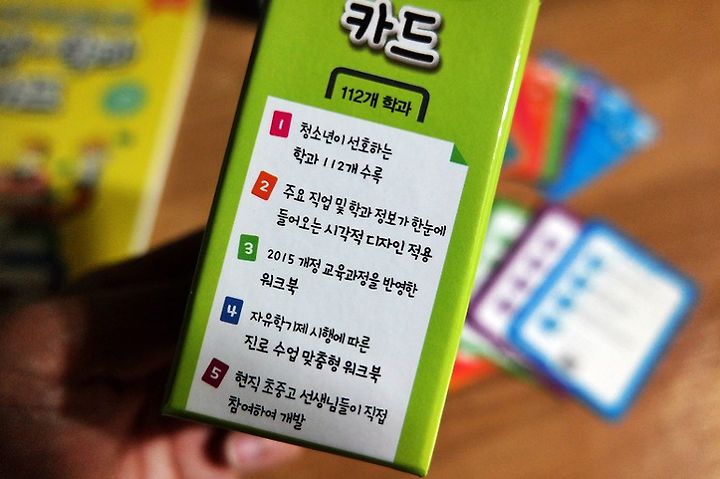 카드
112개 학과
1 청소년이 선호하는
학과 112개 수록
2 주요 직업 및 학과 정보가 한눈에
들어오는 시각적 디자인 적용
3 2015 개정 교육과정을 반영한
워크북
4 자유학기제 시행에 따른
진로 수업 맞춤형 워크북
5 현직 초중고 선생님들이 직접
참여하여 개발